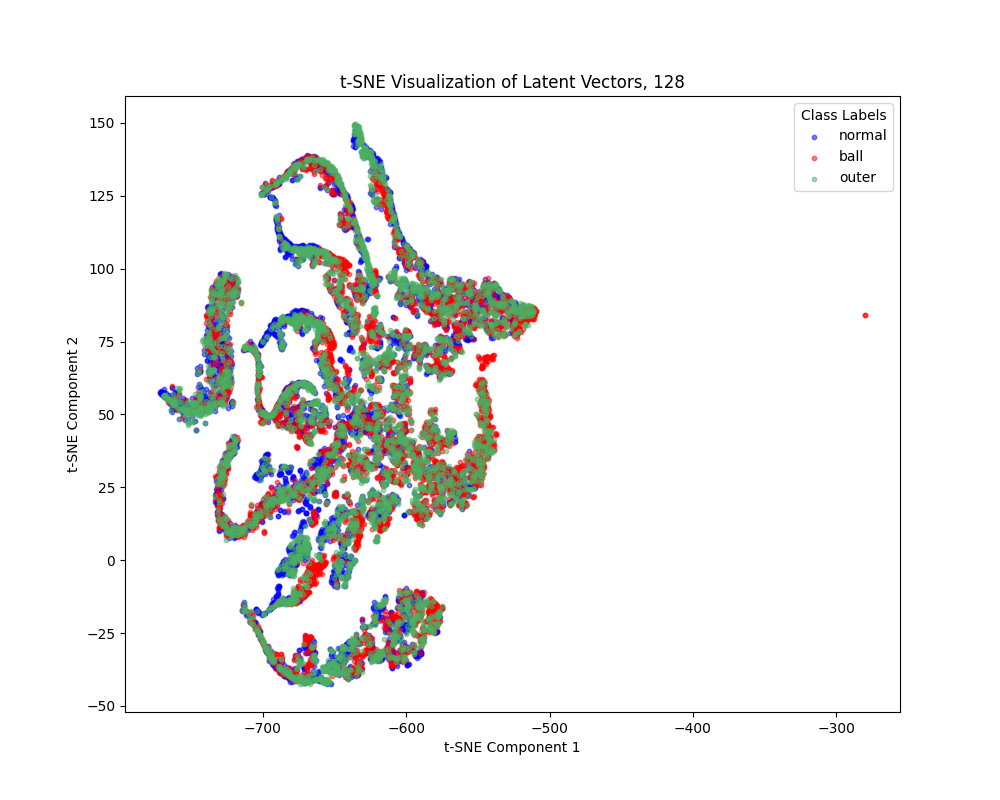 t-SNE Visualization of Latent Vectors, 128
Class Labels
normal
ball
outer
150
125
100
75
50
25
0
−25
−50
t-SNE Component 2
−700
−600
−500
−400
−300
t-SNE Component 1